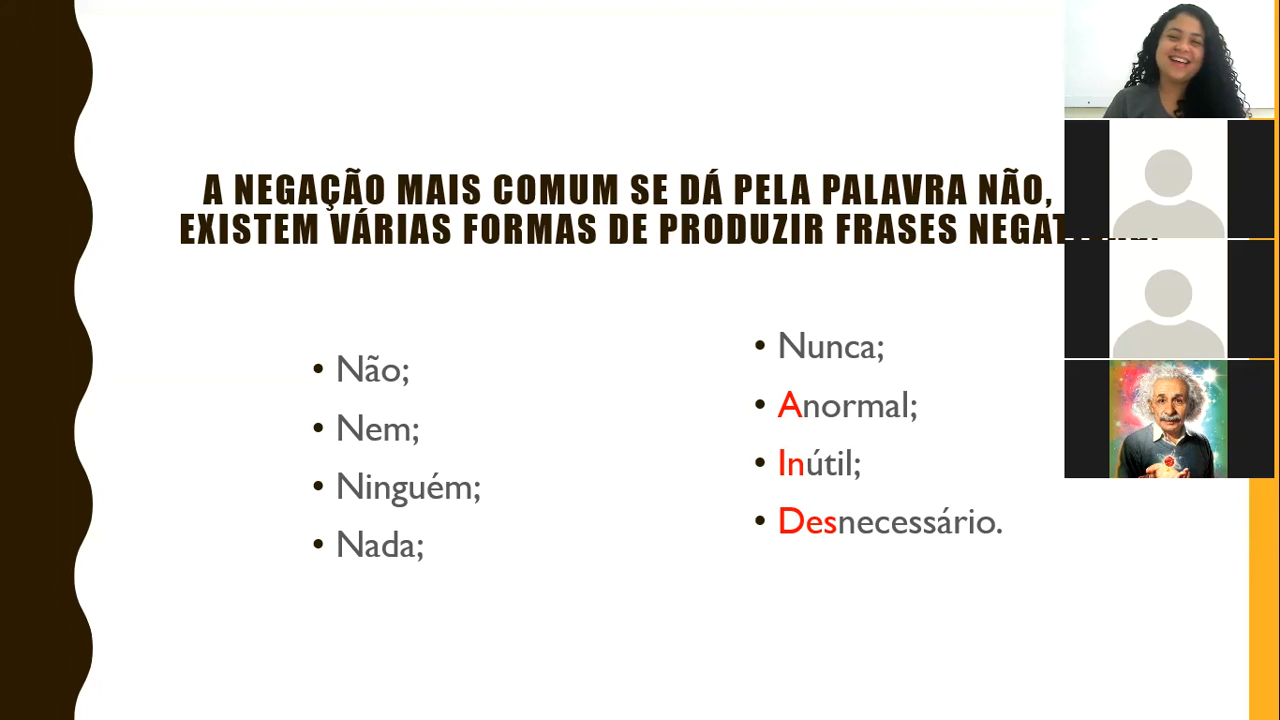 A NEGAÇÃO MAIS COMUM SE DÁ PELA PALAVRA NÃO,
EXISTEM VÁRIAS FORMAS DE PRODUZIR FRASES
• Não;
• Nem;
• Ninguém;
• Nada;
• Nunca;
• Anormal;
• Inútil;
• Desnecessário.